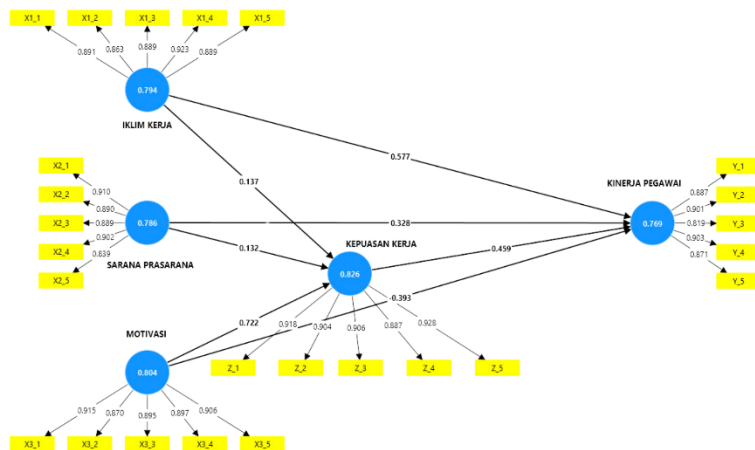 X1_1 X1_2 X1_3 X1_4 X1_5
0.891 0.863 0.889 0.923 0.889
0.794
IKLIM KERJA
0.577
0.137
X2_1
X2_2
X2_3
X2_4
X2_5
0.910
0.890
0.889
0.902
0.839
0.786
SARANA PRASARANA
0.328
0.132
KEPUASAN KERJA
0.826
0.459
-0.393
0.722
KINERJA PEGAWAI
0.769
0.887
0.901
0.819
0.903
0.871
Y_1
Y_2
Y_3
Y_4
Y_5
0.918 0.904 0.906 0.887 0.928
Z_1 Z_2 Z_3 Z_4 Z_5
MOTIVASI
0.804
0.915 0.870 0.895 0.897 0.906
X3_1 X3_2 X3_3 X3_4 X3_5